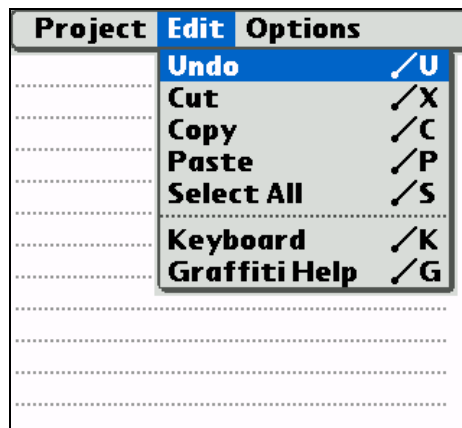 Project Edit Options
Undo /U
Cut /X
Copy /C
Paste /P
Select All /S
Keyboard /K
Graffiti Help /G